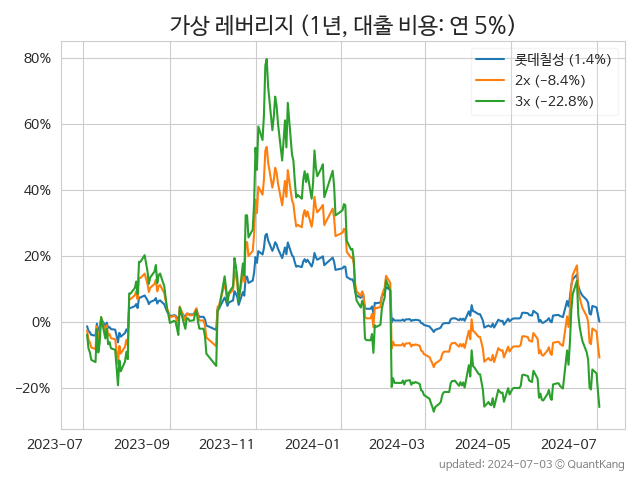 가상 레버리지 (1년, 대출 비용: 연 5%)
롯데칠성 (1.4%)
2x (−8.4%)
3x (−22.8%)
80%
60%
40%
20%
0%
−20%
2023-07
2023-09
2023-11
2024-01
2024-03
2024-05
2024-07
updated: 2024-07-03 © QuantKang